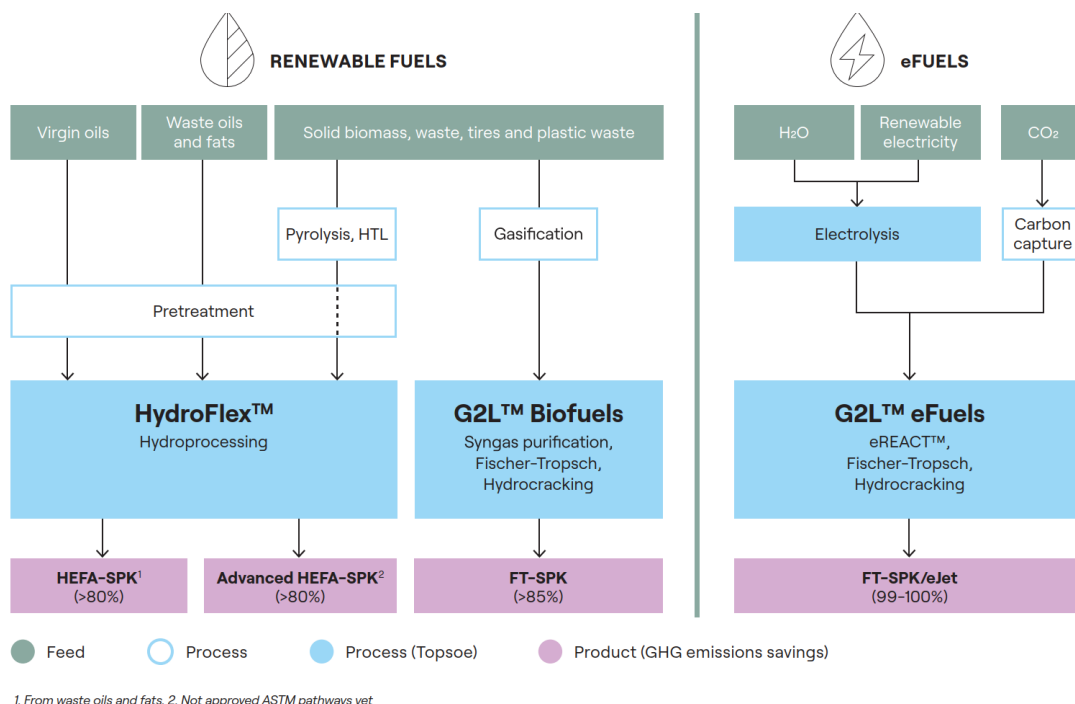 RENEWABLE FUELS
eFUELS
Virgin oils
Waste oils
and fats
Solid biomass, waste, tires and plastic waste
H₂O
Renewable
electricity
CO₂
Pyrolysis, HTL
Gasification
Electrolysis
Carbon
capture
Pretreatment
HydroFlex™
Hydroprocessing
G2L™ Biofuels
Syngas purification,
Fischer-Tropsch,
Hydrocracking
G2L™ eFuels
eREACT™,
Fischer-Tropsch,
Hydrocracking
HEFA-SPK¹
(>80%)
Advanced HEFA-SPK²
(>80%)
FT-SPK
(>85%)
FT-SPK/eJet
(99-100%)
Feed
Process
Process (Topsoe)
Product (GHG emissions savings)
1. From waste oils and fats. 2. Not approved ASTM pathways yet